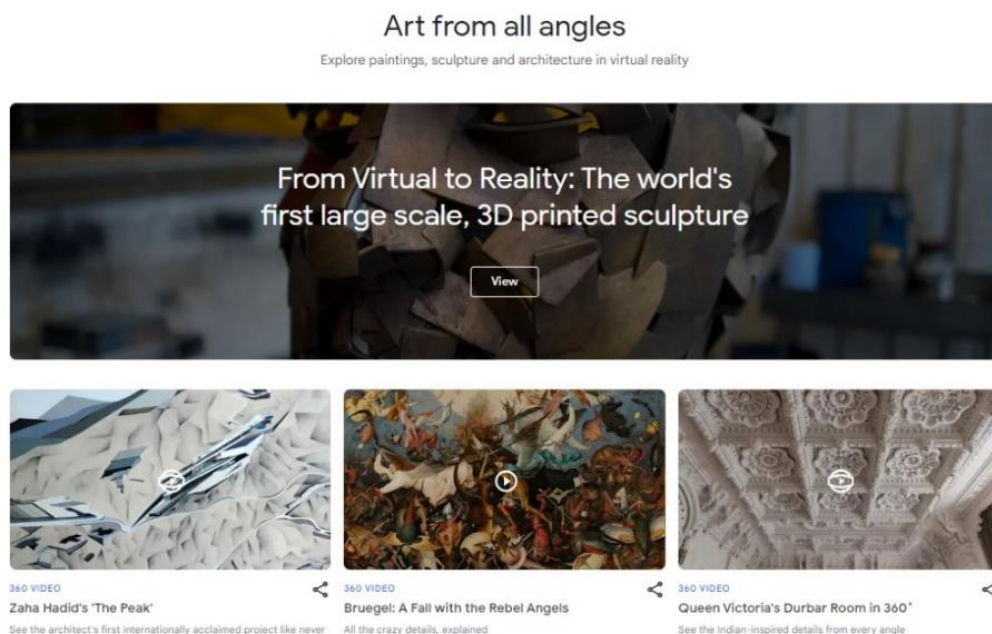 Art from all angles
Explore paintings, sculpture and architecture in virtual reality
From Virtual to Reality: The world's
first large scale, 3D printed sculpture
View
360 VIDEO
Zaha Hadid's 'The Peak'
See the architect's first internationally acclaimed project like never
360 VIDEO
Bruegel: A Fall with the Rebel Angels
All the crazy details, explained
360 VIDEO
Queen Victoria's Durbar Room in 360°
See the Indian-inspired details from every angle